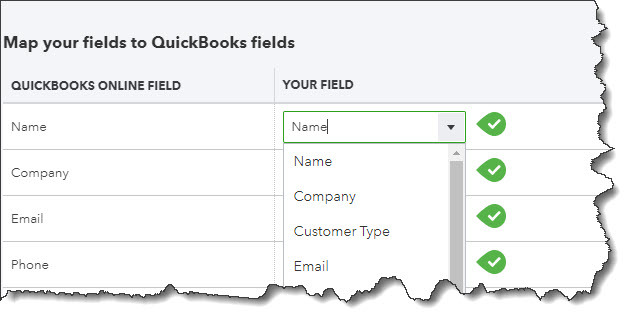 Map your fields to QuickBooks fields
QUICKBOOKS ONLINE FIELD YOUR FIELD
Name Name
Name
Company
Company
Customer Type
Email
Email
Phone